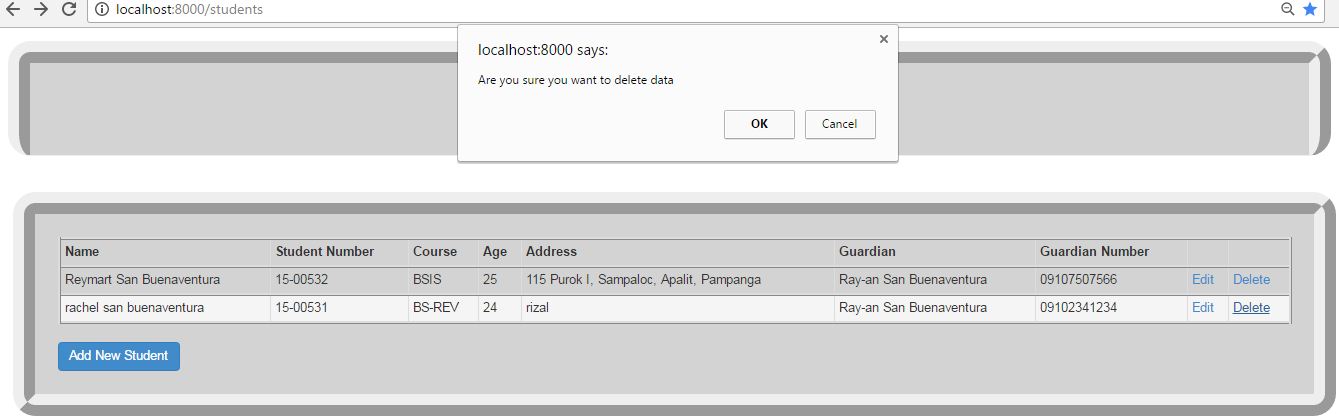 localhost:8000/students
localhost:8000 says:
Are you sure you want to delete data
OK Cancel
Name Student Number Course Age Address Guardian Guardian Number
Reymart San Buenaventura 15-00532 BSIS 25 115 Purok I, Sampaloc, Apalit, Pampanga Ray-an San Buenaventura 09107507566 Edit Delete
rachel san buenaventura 15-00531 BS-REV 24 rizal Ray-an San Buenaventura 09102341234 Edit Delete
Add New Student